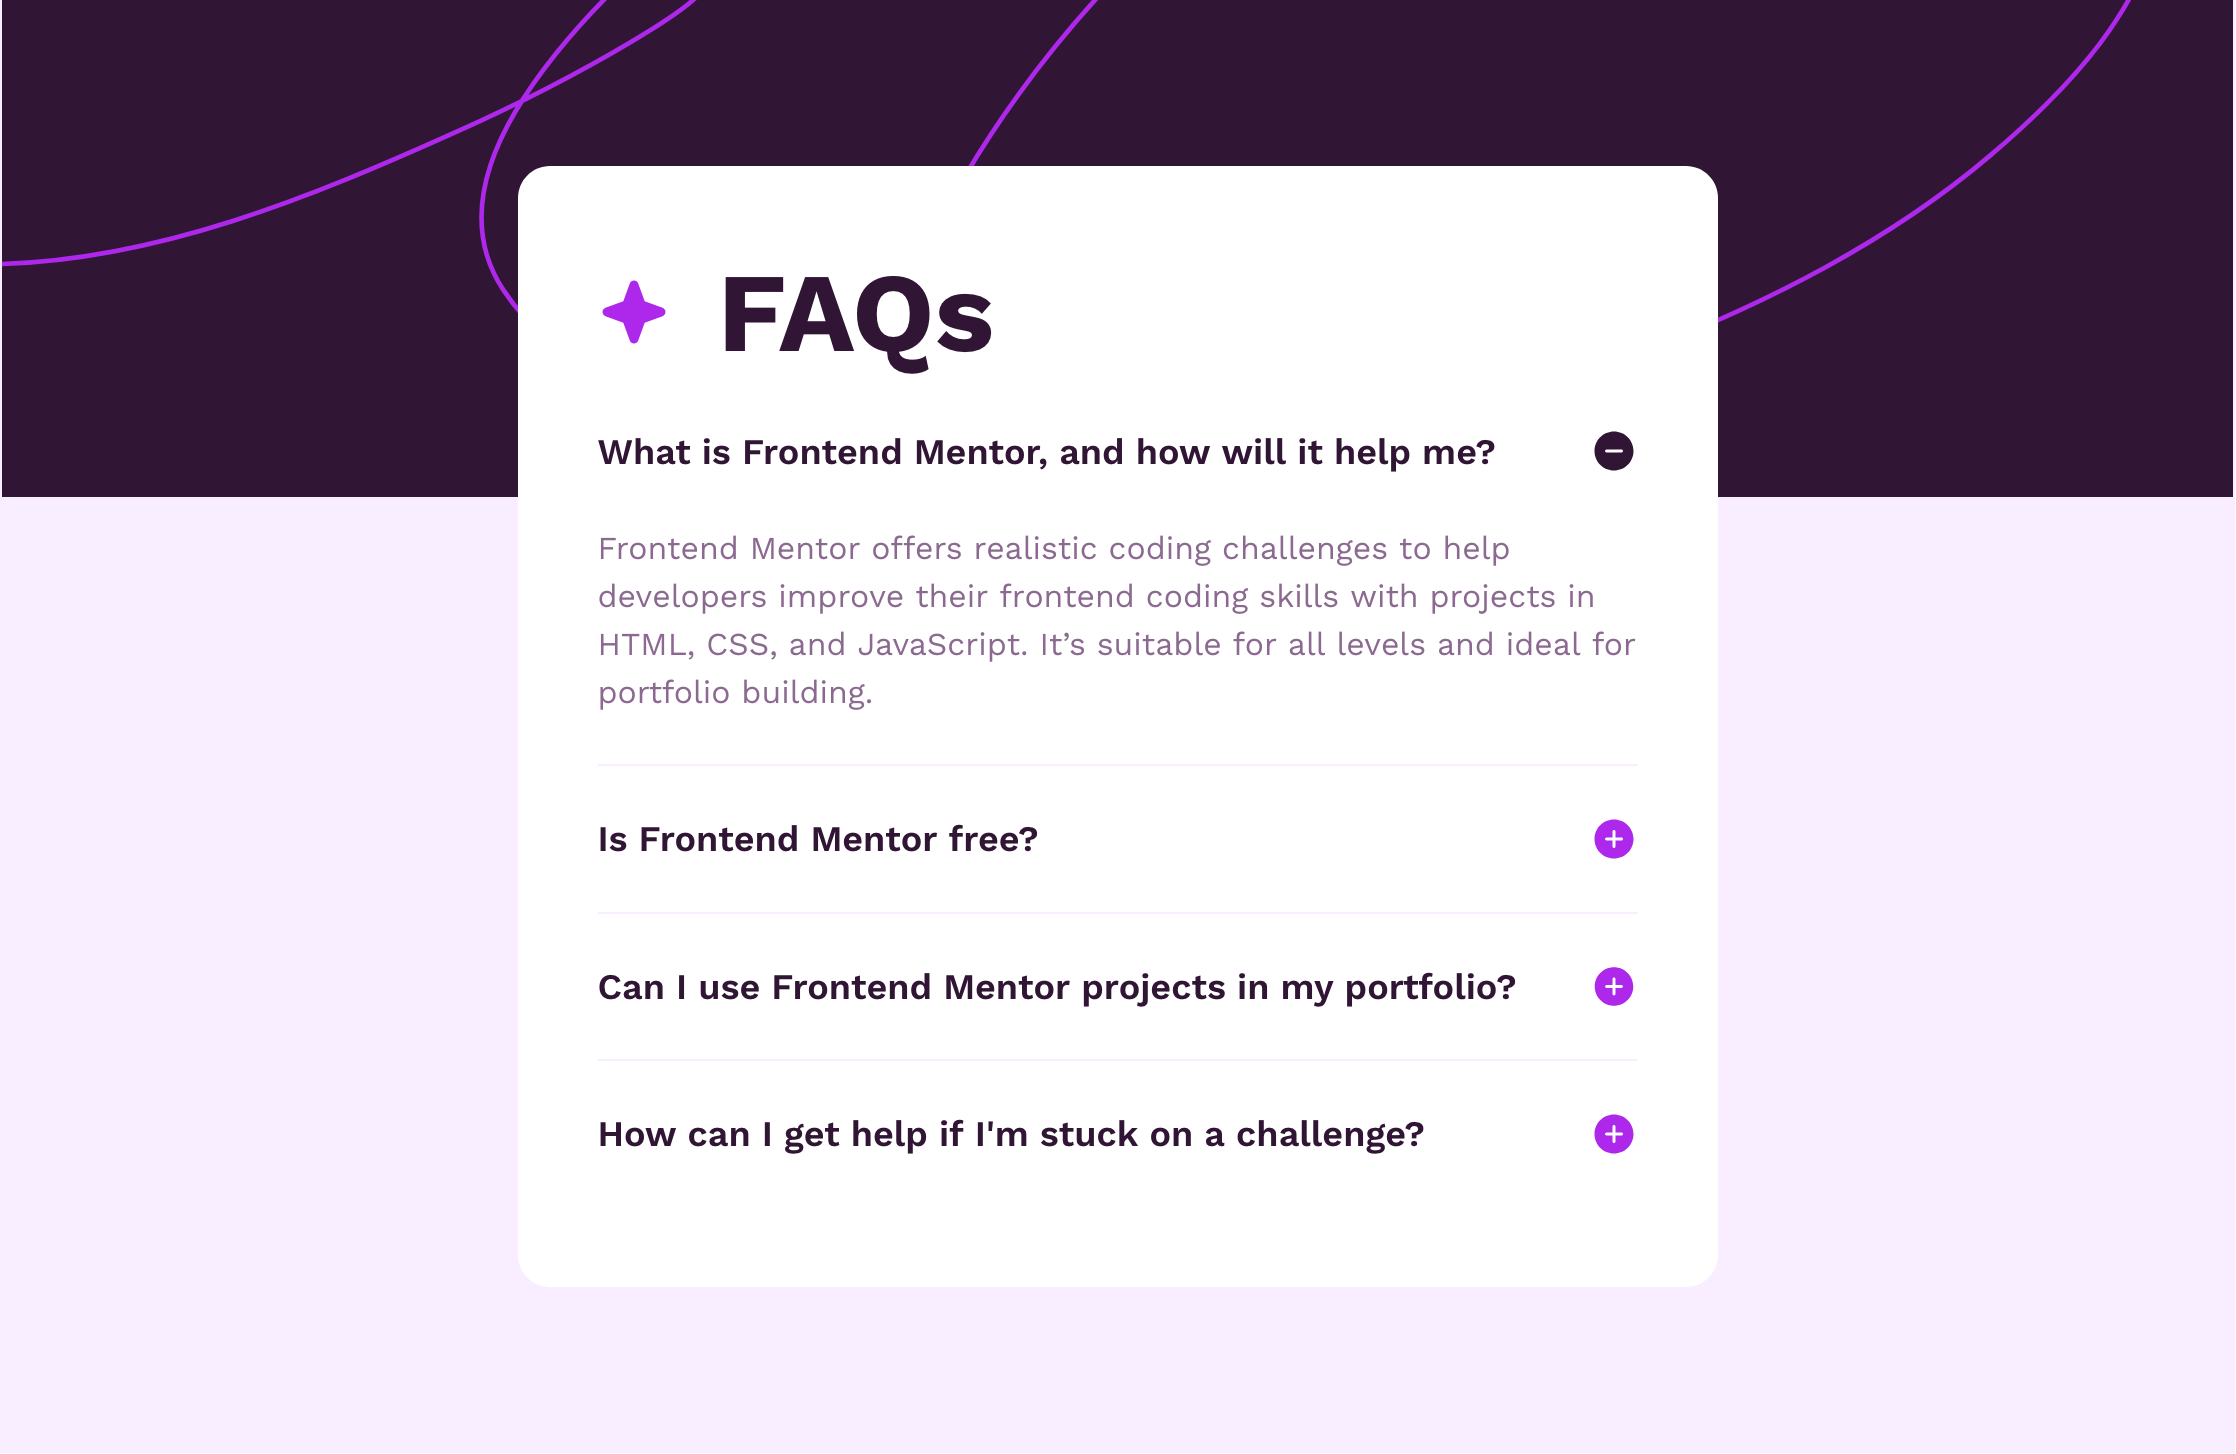 FAQs
What is Frontend Mentor, and how will it help me?
Frontend Mentor offers realistic coding challenges to help
developers improve their frontend coding skills with projects in
HTML, CSS, and JavaScript. It’s suitable for all levels and ideal for
portfolio building.
Is Frontend Mentor free?
Can I use Frontend Mentor projects in my portfolio?
How can I get help if I'm stuck on a challenge?